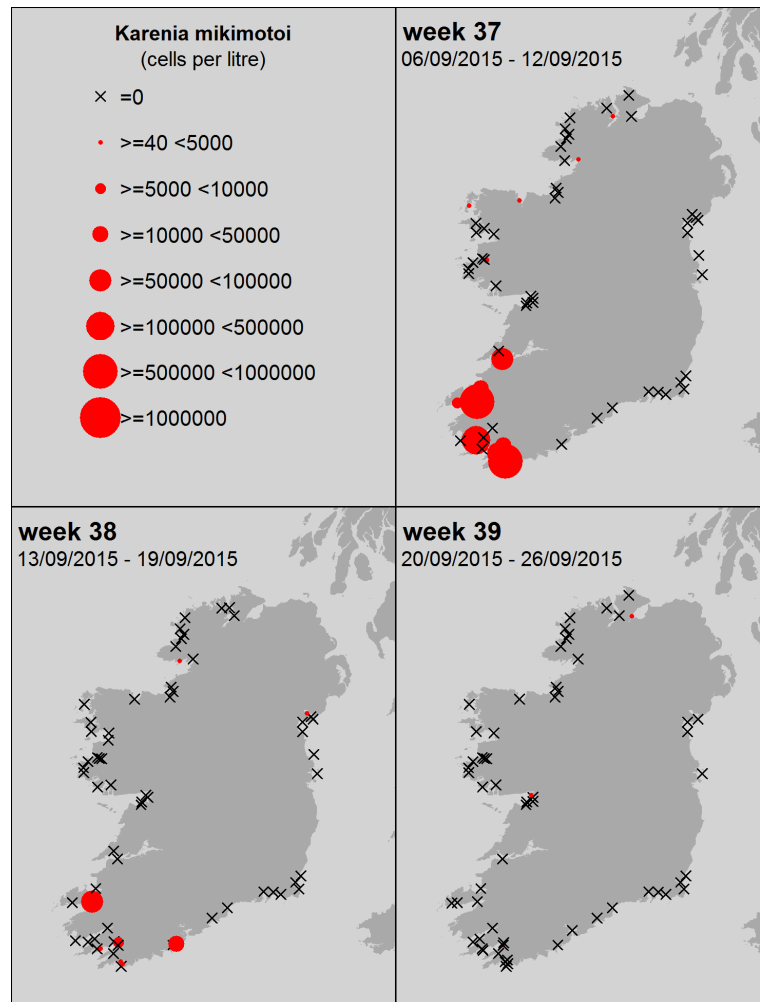 Karenia mikimotoi
(cells per litre)
=0
>=40 <5000
>=5000 <10000
>=10000 <50000
>=50000 <100000
>=100000 <500000
>=500000 <1000000
>=1000000
week 37
06/09/2015 - 12/09/2015
week 38
13/09/2015 - 19/09/2015
week 39
20/09/2015 - 26/09/2015